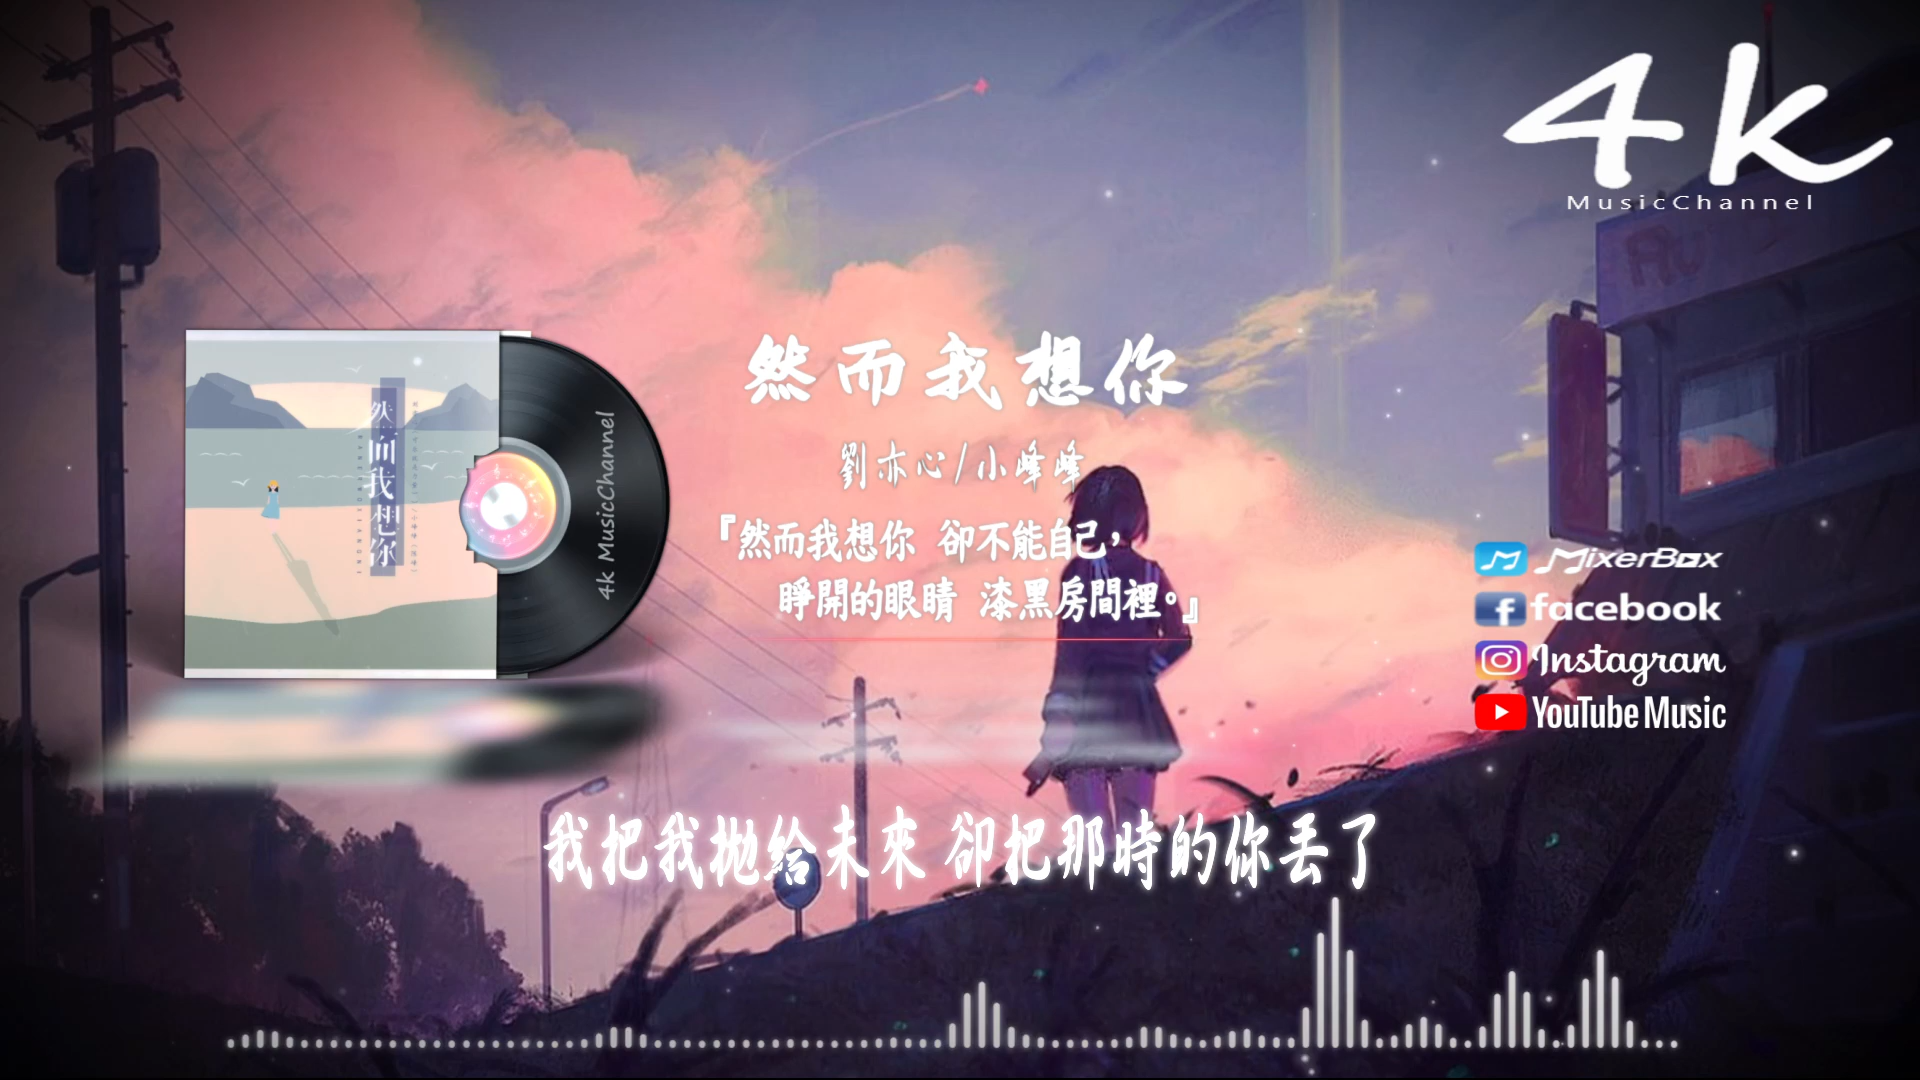 4k
MusicChannel
然而我想你
劉亦心/小峰峰
『然而我想你 卻不能自己,
睜開的眼睛 漆黑房間裡。』
然而我想你
RANERWOXIANGNI
4k MusicChannel
MixerBox
facebook
Instagram
YouTube Music
我把我拋給未來 卻把那時的你丟了